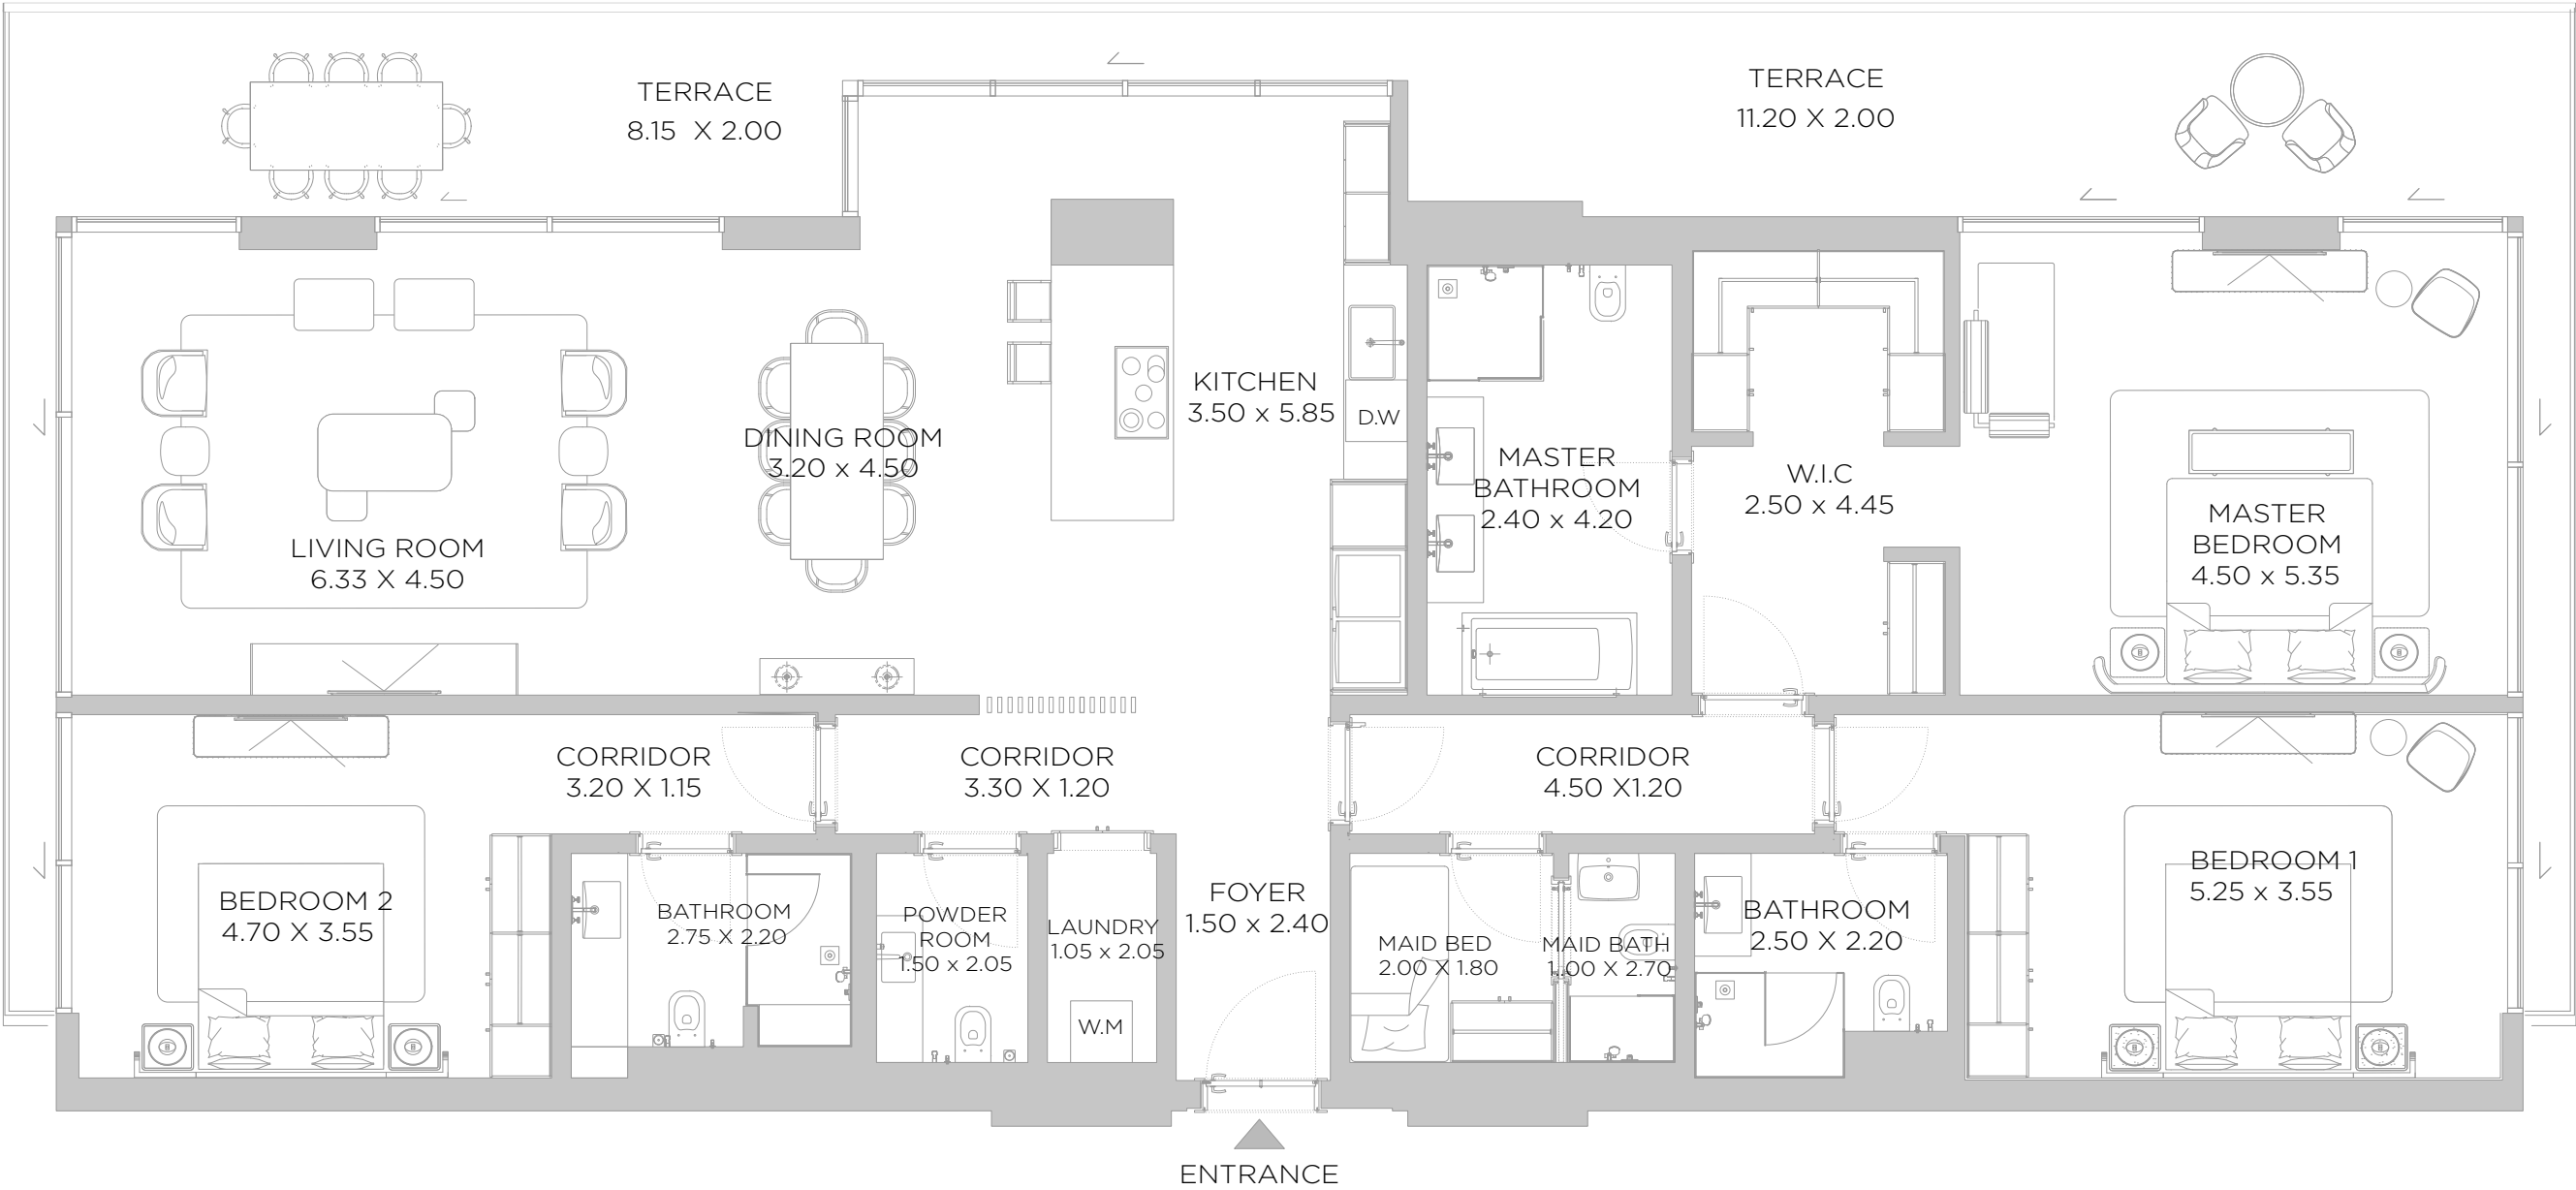 TERRACE
8.15 X 2.00
TERRACE
11.20 X 2.00
KITCHEN
3.50 x 5.85
D.W
DINING ROOM
3.20 x 4.50
LIVING ROOM
6.33 X 4.50
MASTER
BATHROOM
2.40 x 4.20
W.I.C
2.50 x 4.45
MASTER
BEDROOM
4.50 x 5.35
CORRIDOR
3.20 X 1.15
CORRIDOR
3.30 X 1.20
CORRIDOR
4.50 X1.20
BEDROOM 2
4.70 X 3.55
BATHROOM
2.75 X 2.20
POWDER
ROOM
1.50 x 2.05
LAUNDRY
1.05 x 2.05
W.M
FOYER
1.50 x 2.40
MAID BED
2.00 X 1.80
MAID BATH
1.00 X 2.70
BATHROOM
2.50 X 2.20
BEDROOM 1
5.25 x 3.55
ENTRANCE